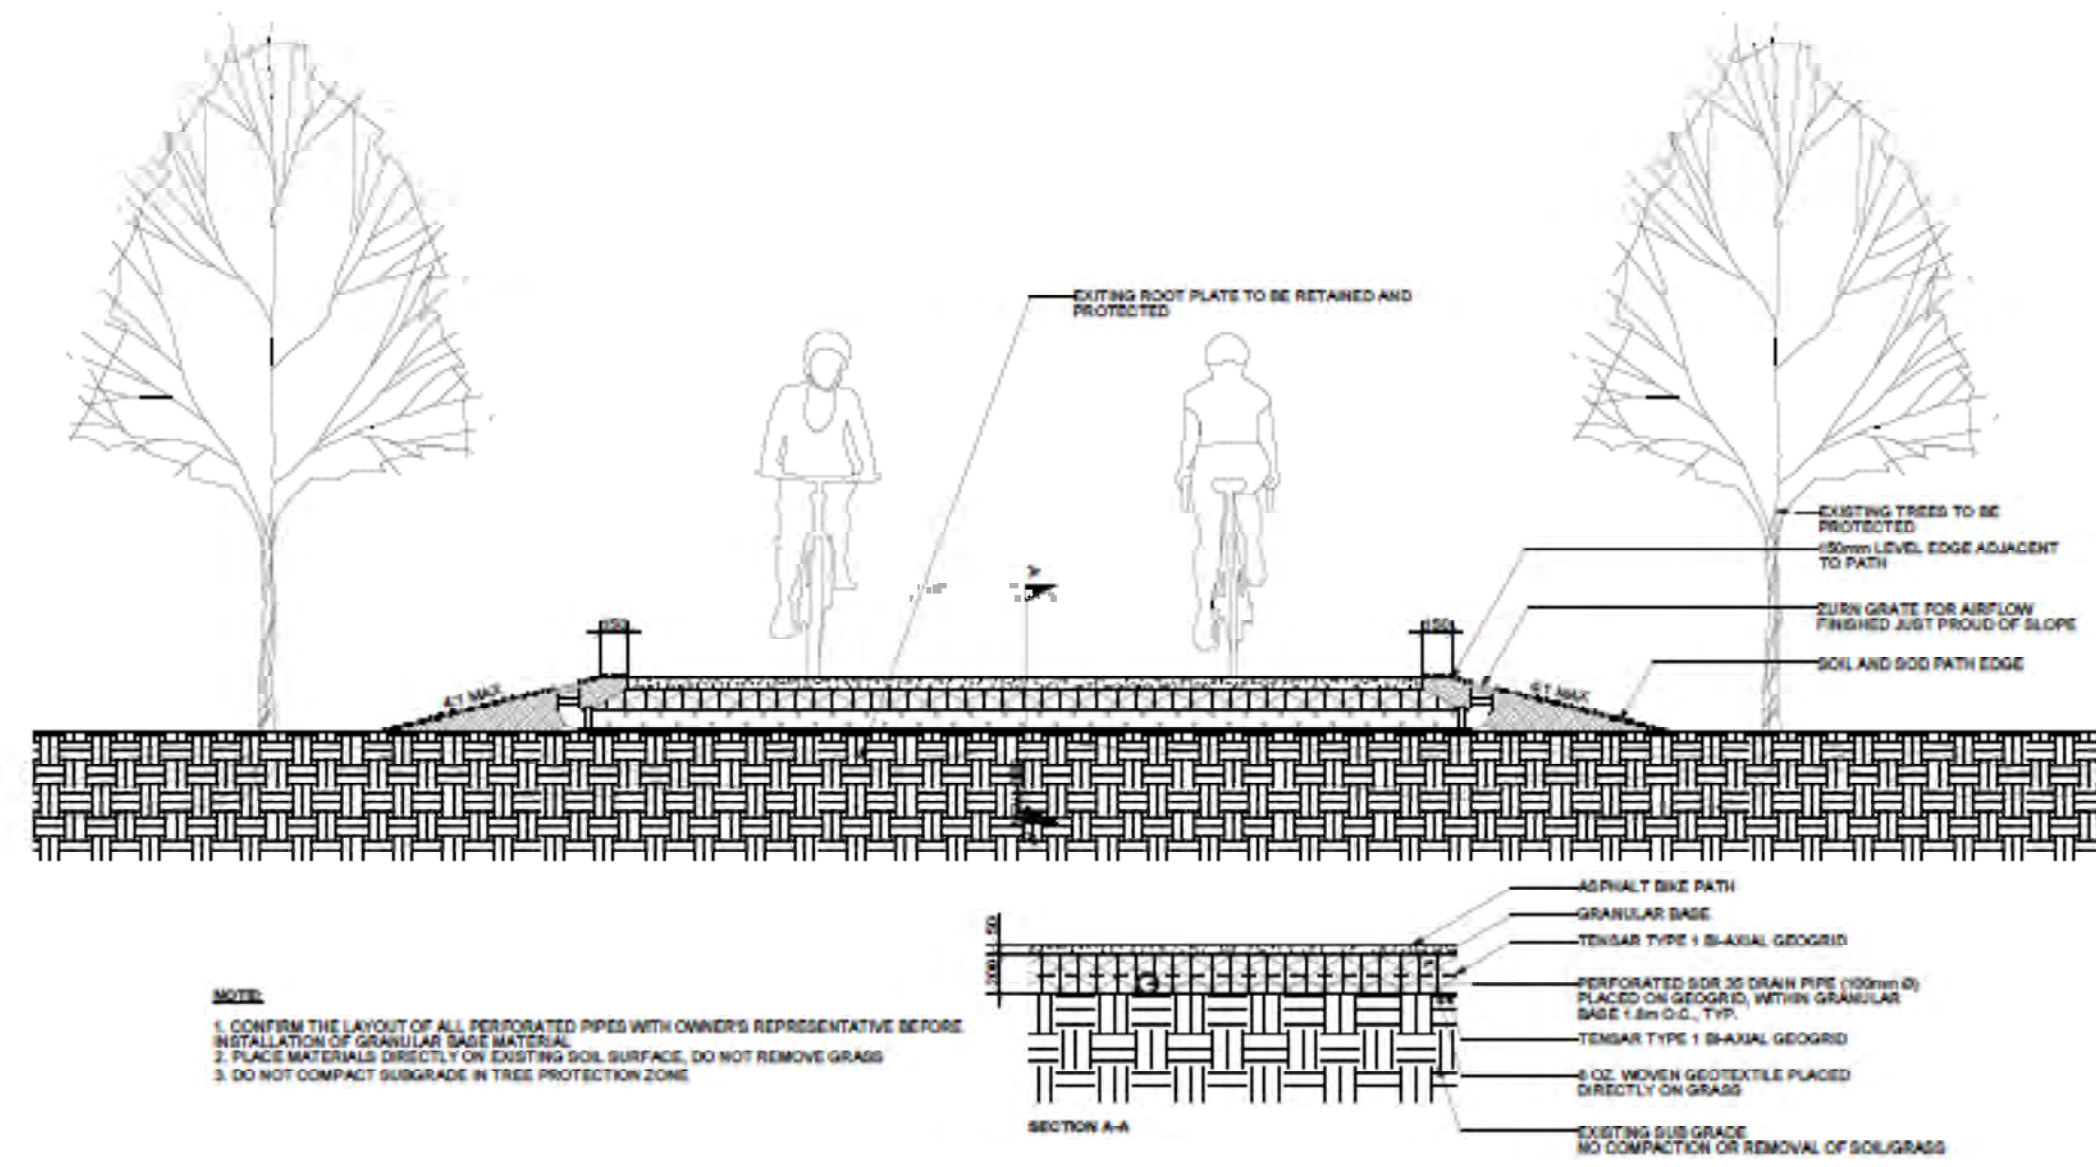 EXITING ROOT PLATE TO BE RETAINED AND
PROTECTED
EXISTING TREES TO BE
PROTECTED
150mm LEVEL EDGE ADJACENT
TO PATH
ZURN GRATE FOR AIRFLOW
FINISHED JUST PROUD OF SLOPE
SOIL AND SOD PATH EDGE
150
150
4:1 MAX
MAX
A
ASPHALT BIKE PATH
GRANULAR BASE
TENSAR TYPE 1 BI-AXIAL GEOGRID
PERFORATED SDR 35 DRAIN PIPE (100mm Ø)
PLACED ON GEOGRID, WITHIN GRANULAR
BASE O.C., TYP.
TENSAR TYPE 1 BI-AXIAL GEOGRID
OZ. WOVEN GEOTEXTILE PLACED
DIRECTLY ON GRASS
EXISTING SUB GRADE
NO COMPACTION OR REMOVAL OF SOIL/GRASS
50
200
SECTION A-A
NOTE:
1. CONFIRM THE LAYOUT OF ALL PERFORATED PIPES WITH OWNER'S REPRESENTATIVE BEFORE
INSTALLATION OF GRANULAR BASE MATERIAL
2. PLACE MATERIALS DIRECTLY ON EXISTING SOIL SURFACE, DO NOT REMOVE GRASS
3. DO NOT COMPACT SUBGRADE IN TREE PROTECTION ZONE